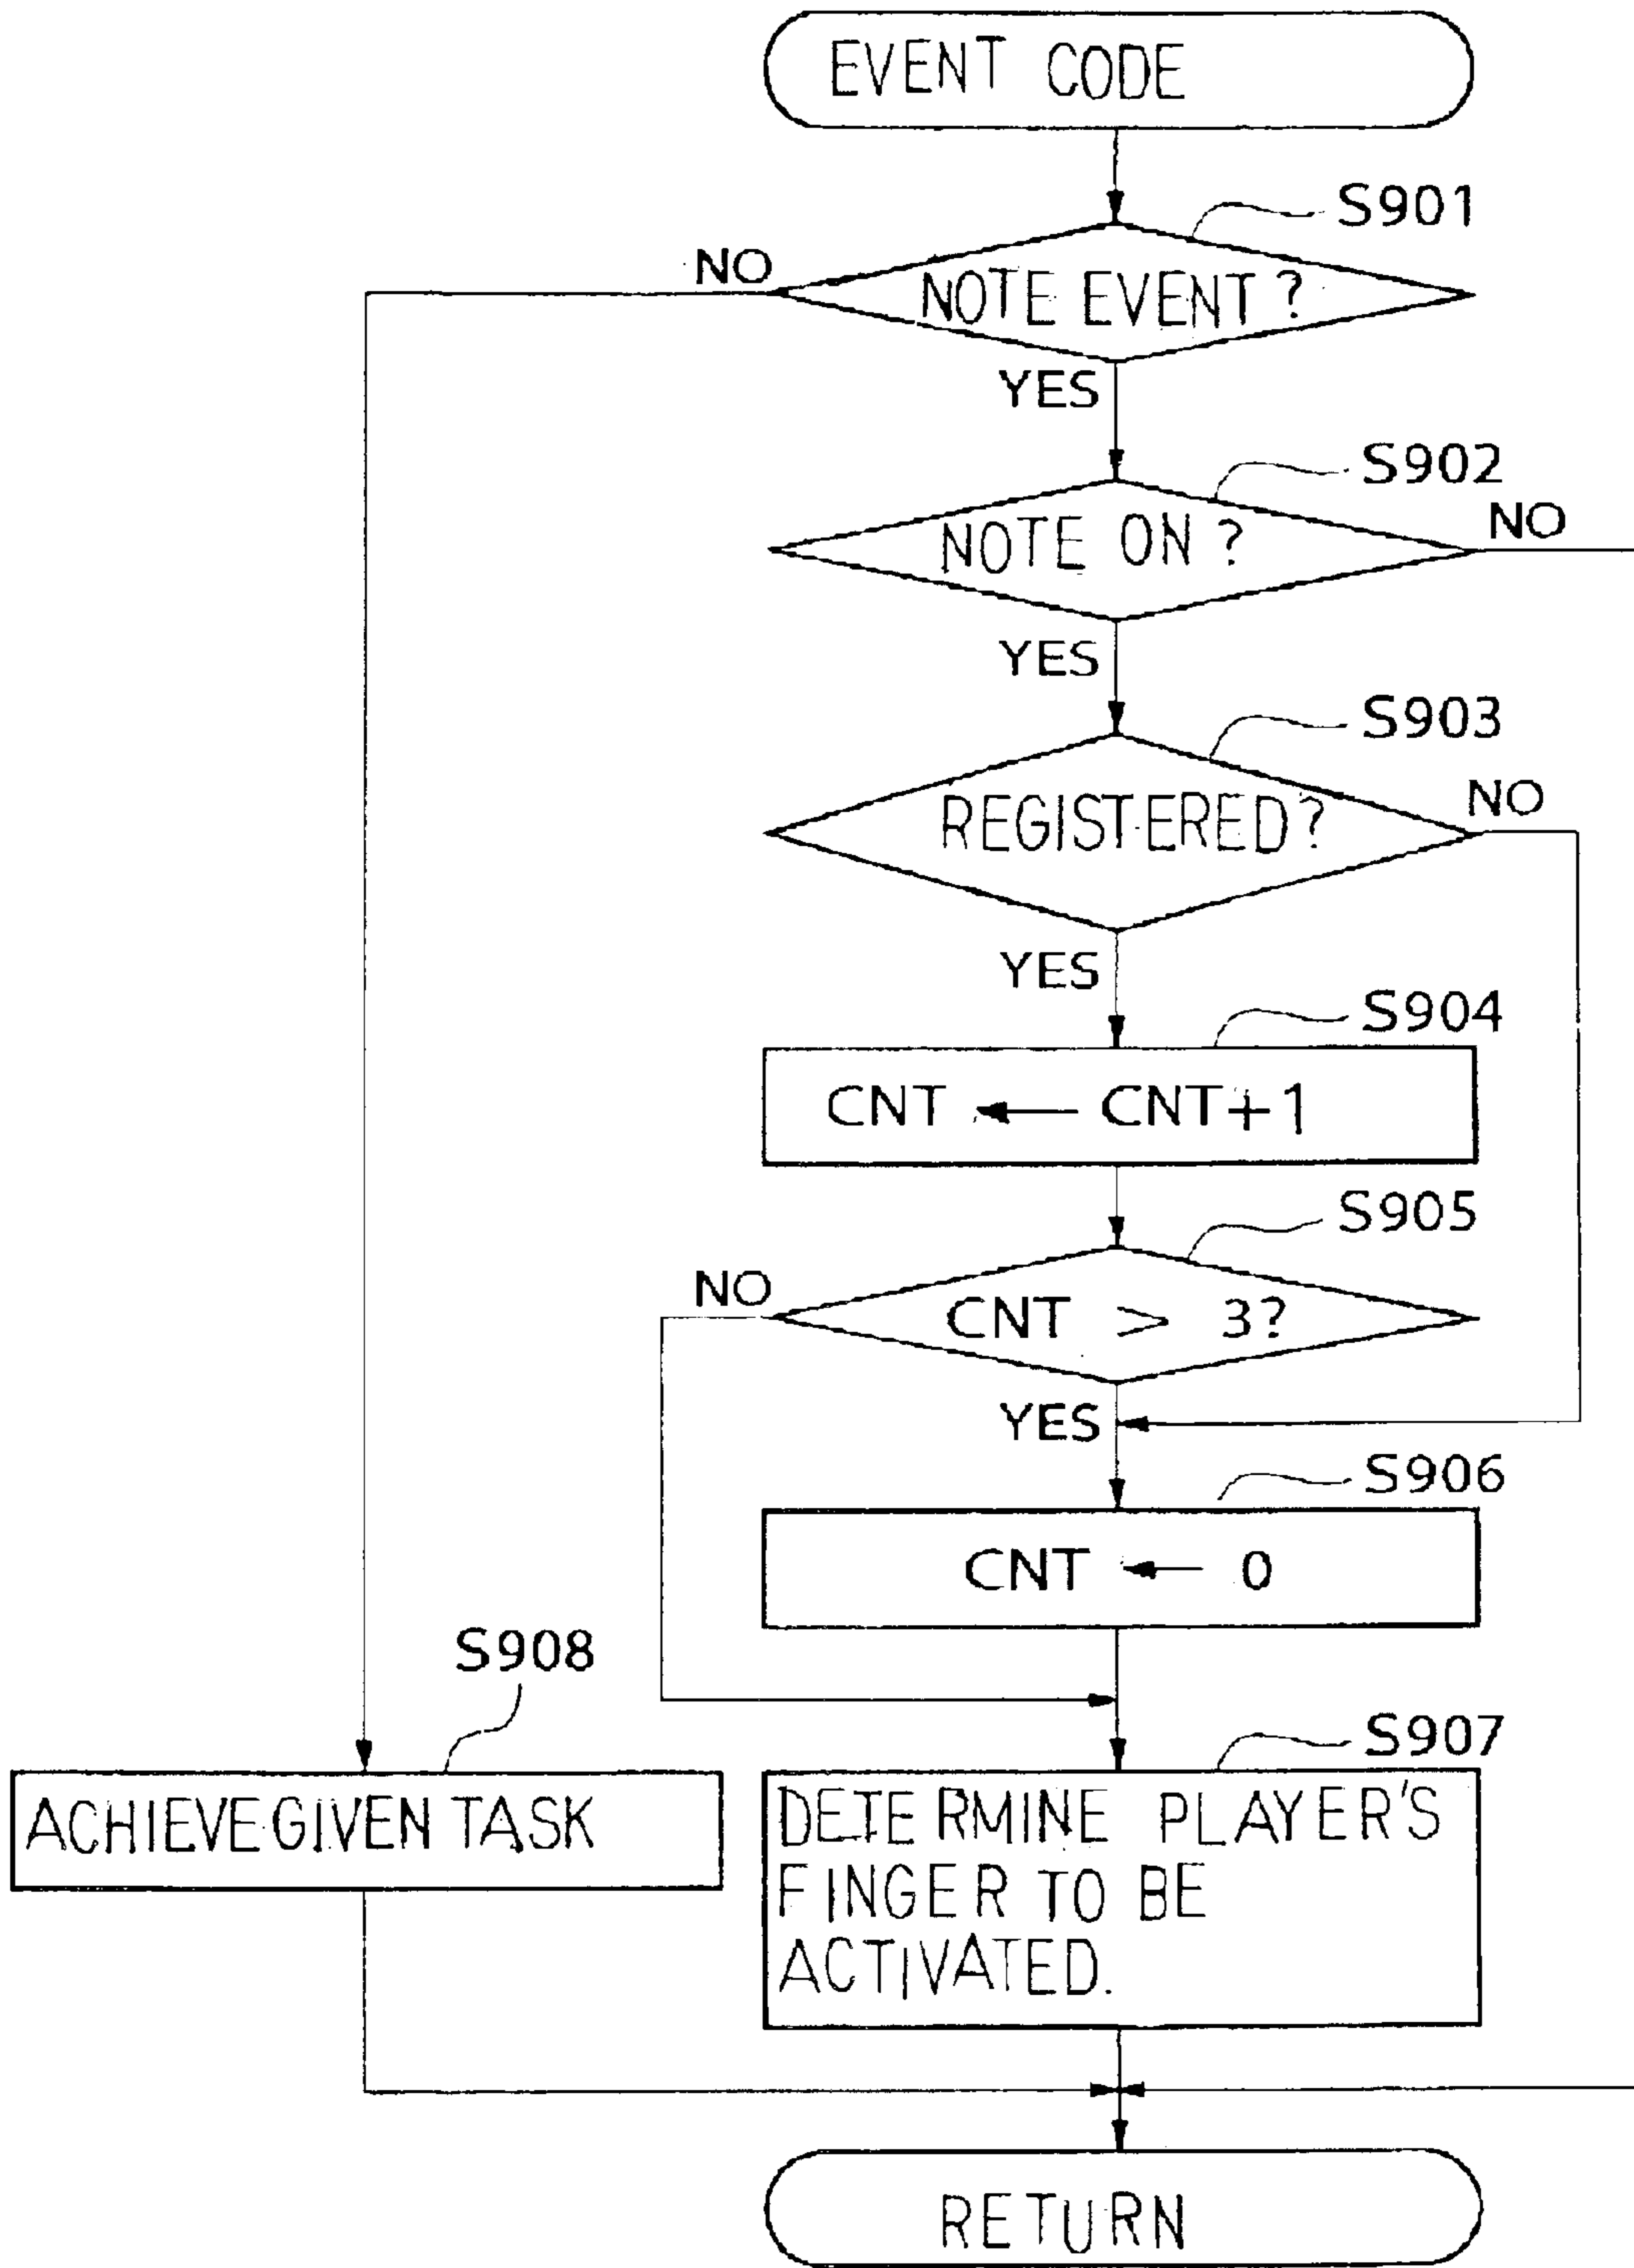 EVENT CODE
S901
NO
NOTE EVENT ?
YES
S902
NOTE ON ?
NO
YES
S903
REGISTERED?
NO
YES
S904
CNT ← CNT+1
S905
NO
CNT > 3?
YES
S906
CNT ← 0
S908
ACHIEVE GIVEN TASK
S907
DETERMINE PLAYER'S
FINGER TO BE
ACTIVATED.
RETURN